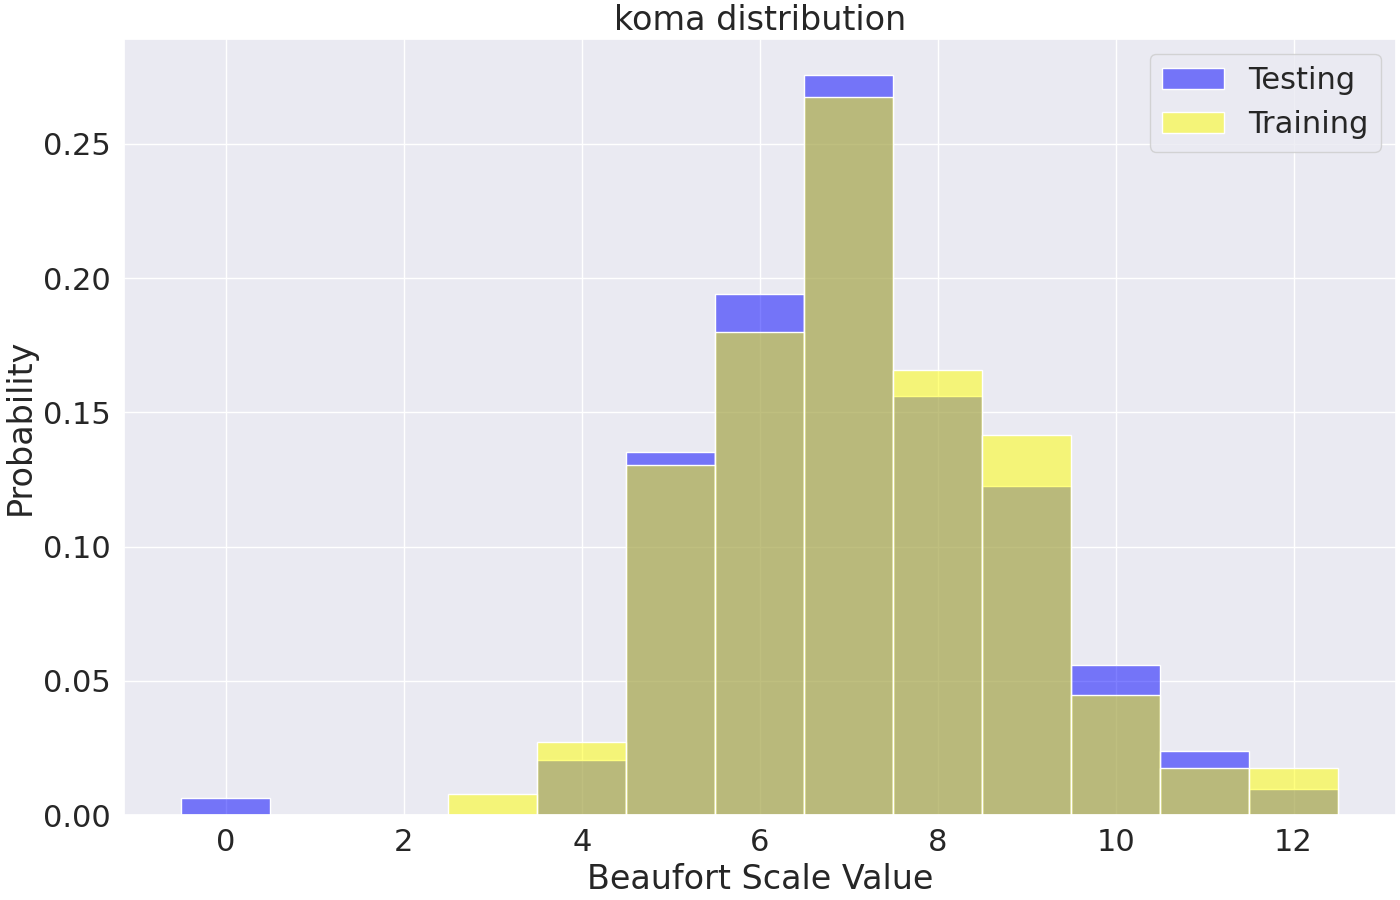 koma distribution
Testing
Training
Probability
0.25
0.20
0.15
0.10
0.05
0.00
0 2 4 6 8 10 12
Beaufort Scale Value